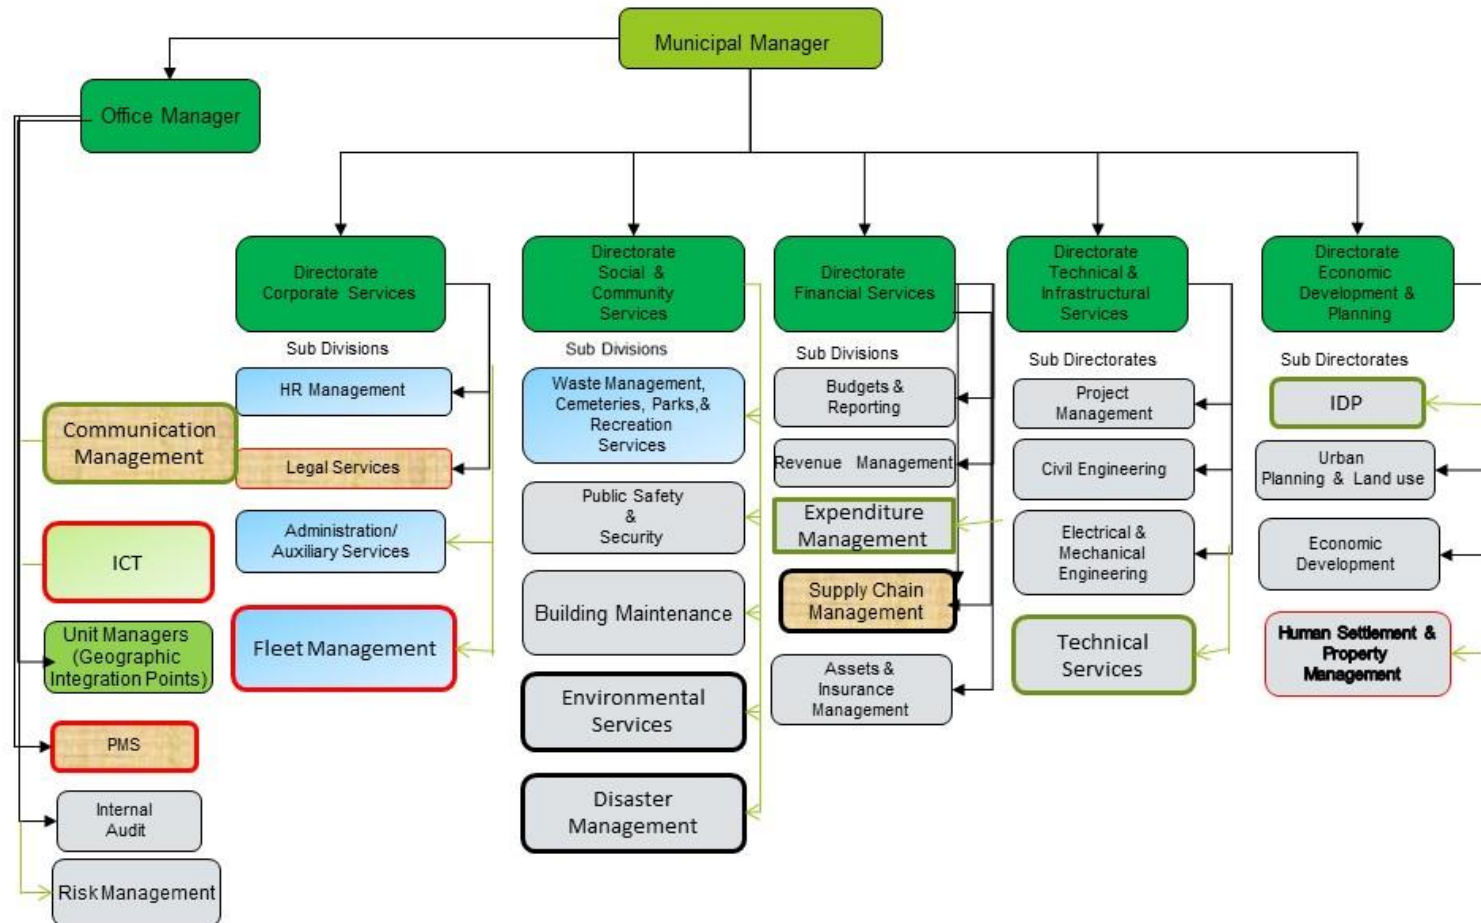 Municipal Manager
Office Manager
Directorate
Corporate Services
Directorate
Social &
Community
Services
Directorate
Financial Services
Directorate
Technical &
Infrastructural
Services
Directorate
Economic
Development &
Planning
Sub Divisions
HR Management
Legal Services
Administration/
Auxiliary Services
Fleet Management
Sub Divisions
Waste Management,
Cemeteries, Parks,&
Recreation
Services
Public Safety
&
Security
Building Maintenance
Environmental
Services
Disaster
Management
Sub Divisions
Budgets &
Reporting
Revenue Management
Expenditure
Management
Supply Chain
Management
Assets &
Insurance
Management
Sub Directorates
Project
Management
Civil Engineering
Electrical &
Mechanical
Engineering
Technical
Services
Sub Directorates
IDP
Urban
Planning & Land use
Economic
Development
Human Settlement &
Property
Management
Communication
Management
ICT
Unit Managers
(Geographic
Integration Points)
PMS
Internal
Audit
Risk Management